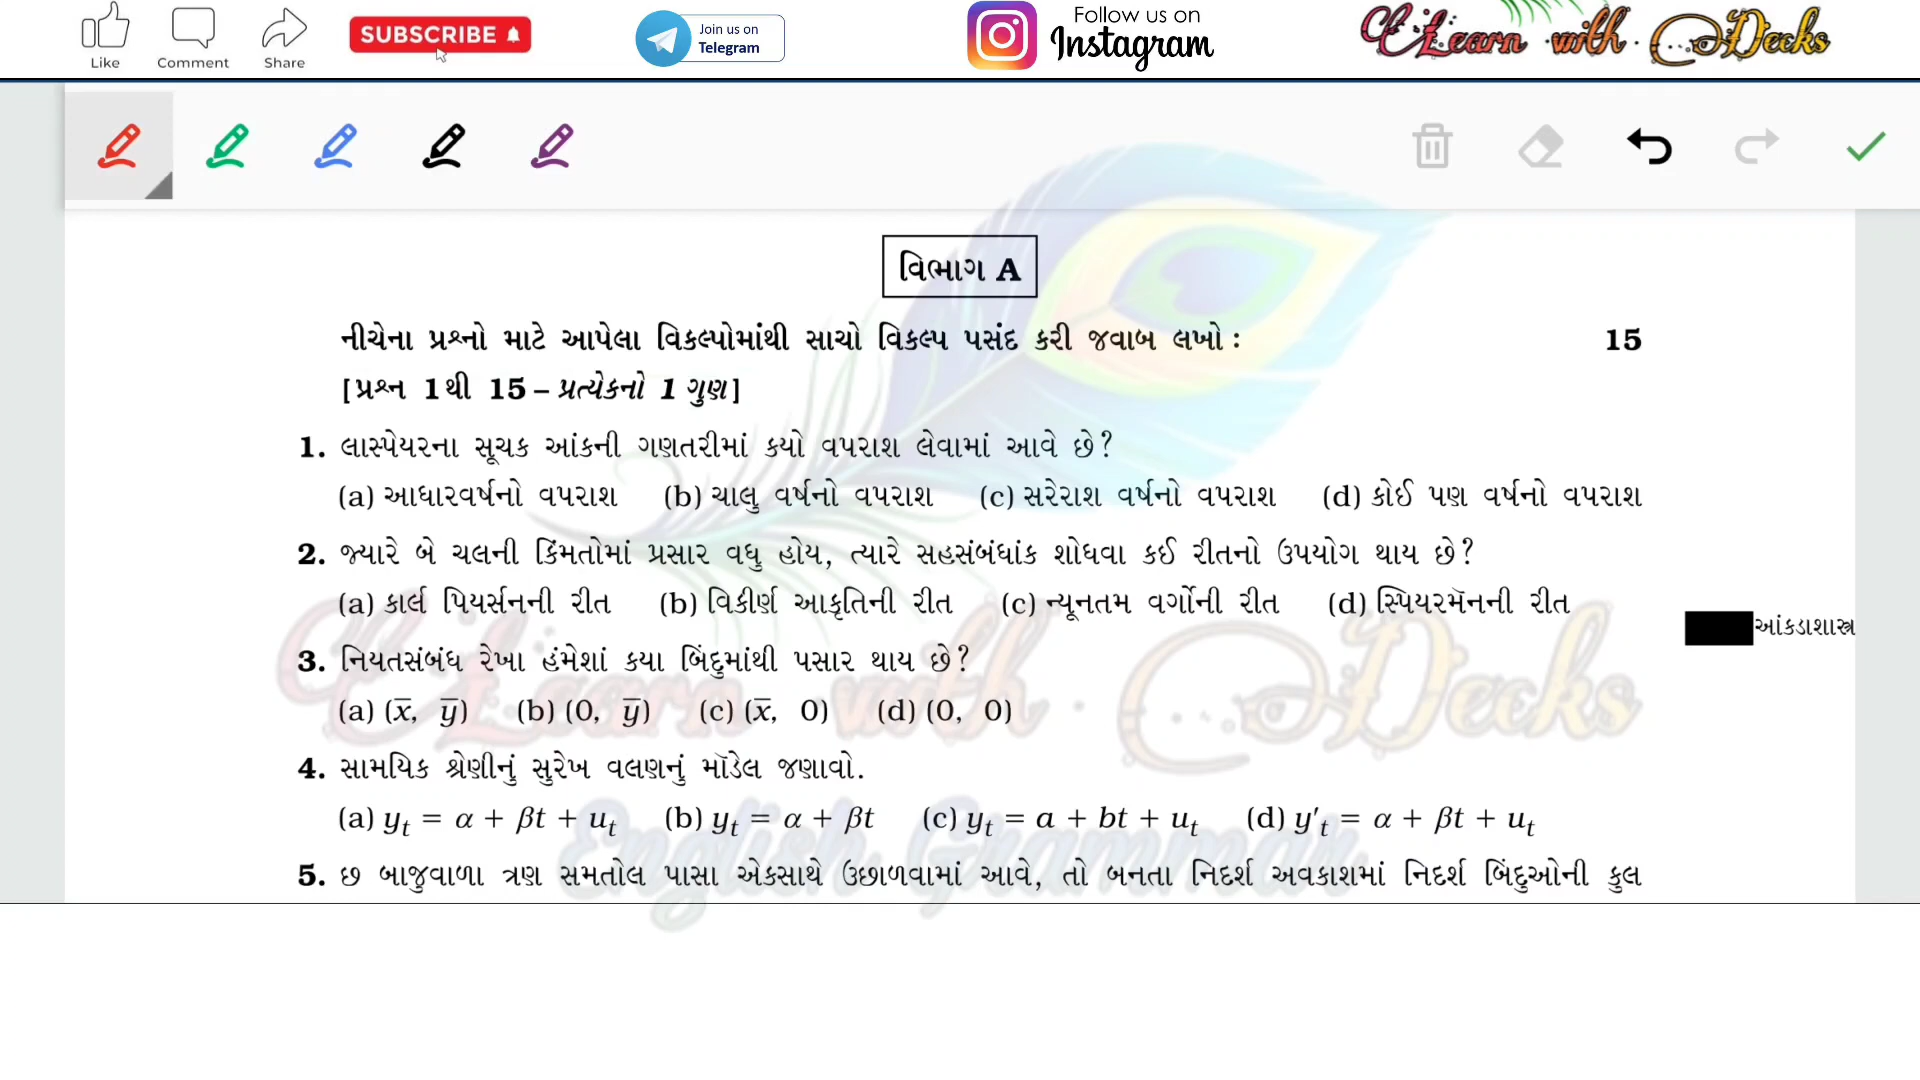 Like
Comment
Share
SUBSCRIBE
Join us on
Telegram
Follow us on
Instagram
Learn with Decks
વિભાગ A
નીચેના પ્રશ્નો માટે આપેલા વિકલ્પોમાંથી સાચો વિકલ્પ પસંદ કરી જવાબ લખો : 15
[પ્રશ્ન 1થી 15 – પ્રત્યેકનો 1 ગુણ]
1. લાસ્પેયરના સૂચક આંકની ગણતરીમાં કયો વપરાશ લેવામાં આવે છે?
(a) આધારવર્ષનો વપરાશ (b) ચાલુ વર્ષનો વપરાશ (c) સરેરાશ વર્ષનો વપરાશ (d) કોઈ પણ વર્ષનો વપરાશ
2. જ્યારે બે ચલની કિંમતોમાં પ્રસાર વધુ હોય, ત્યારે સહસંબંધાંક શોધવા કઈ રીતનો ઉપયોગ થાય છે?
(a) કાર્લ પિયર્સનની રીત (b) વિકીર્ણ આકૃતિની રીત (c) ન્યૂનતમ વર્ગોની રીત (d) સ્પિયરમૅનની રીત
આંકડાશાસ્ત્ર
3. નિયતસંબંધ રેખા હંમેશાં કયા બિંદુમાંથી પસાર થાય છે?
(a) (x̅, y̅) (b) (0, y̅) (c) (x̅, 0) (d) (0, 0)
4. સામયિક શ્રેણીનું સુરેખ વલણનું મૉડેલ જણાવો.
(a) yₜ = α + βt + uₜ (b) yₜ = α + βt (c) yₜ = a + bt + uₜ (d) y′ₜ = α + βt + uₜ
5. છ બાજુવાળા ત્રણ સમતોલ પાસા એકસાથે ઉછાળવામાં આવે, તો બનતા નિદર્શ અવકાશમાં નિદર્શ બિંદુઓની કુલ
Learn with Decks
English Grammar